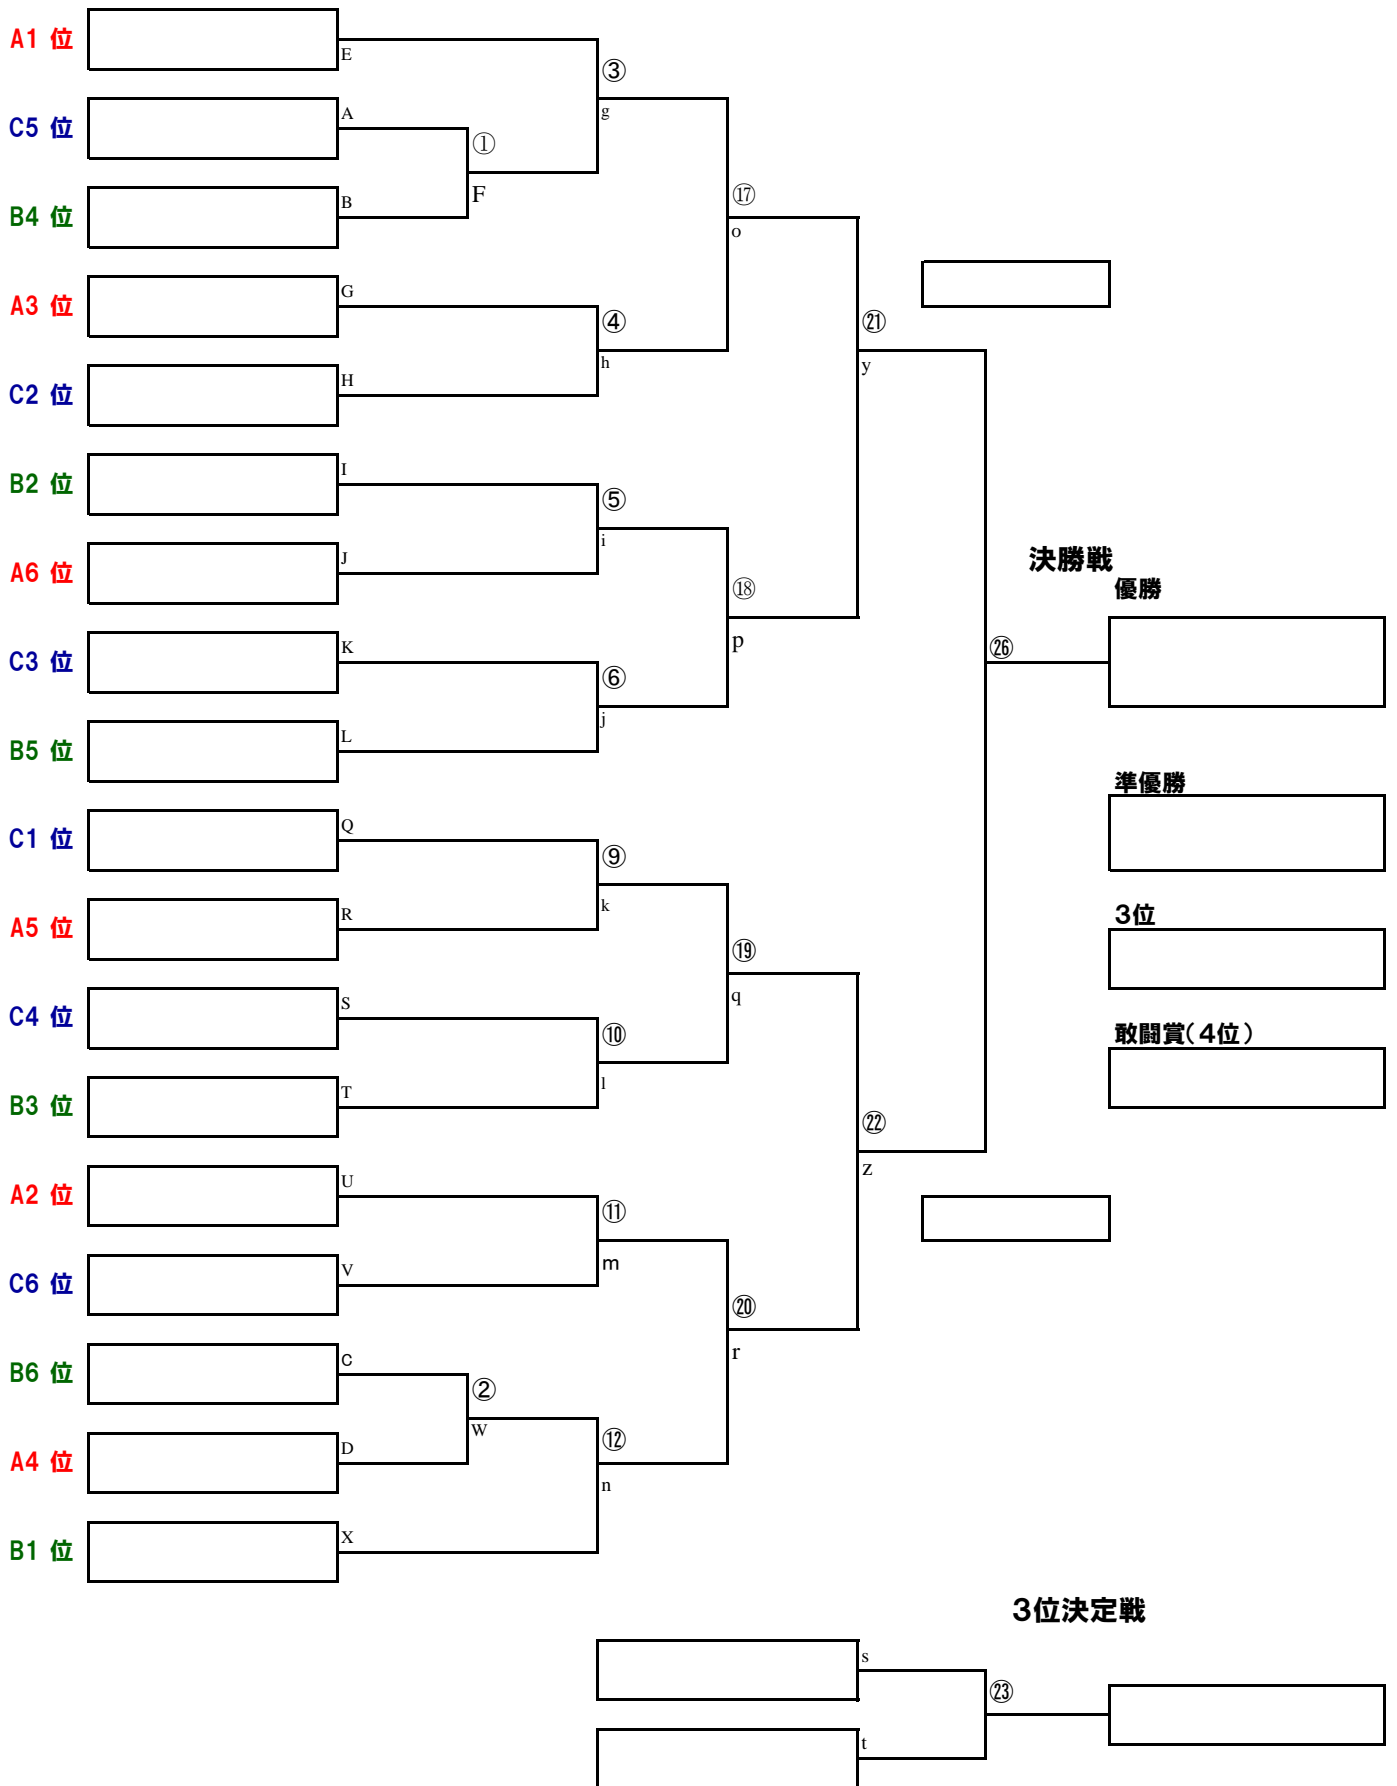 A1 位
E
③
g
C5 位
A
①
F
B4 位
B
⑰
o
A3 位
G
④
h
㉑
y
C2 位
H
B2 位
I
⑤
i
A6 位
J
⑱
p
決勝戦
優勝
C3 位
K
⑥
j
㉖
B5 位
L
準優勝
C1 位
Q
⑨
k
A5 位
R
⑲
q
3位
C4 位
S
⑩
l
敢闘賞(4位)
B3 位
T
㉒
z
A2 位
U
⑪
m
C6 位
V
⑳
r
B6 位
C
②
W
A4 位
D
⑫
n
B1 位
X
3位決定戦
s
㉓
t